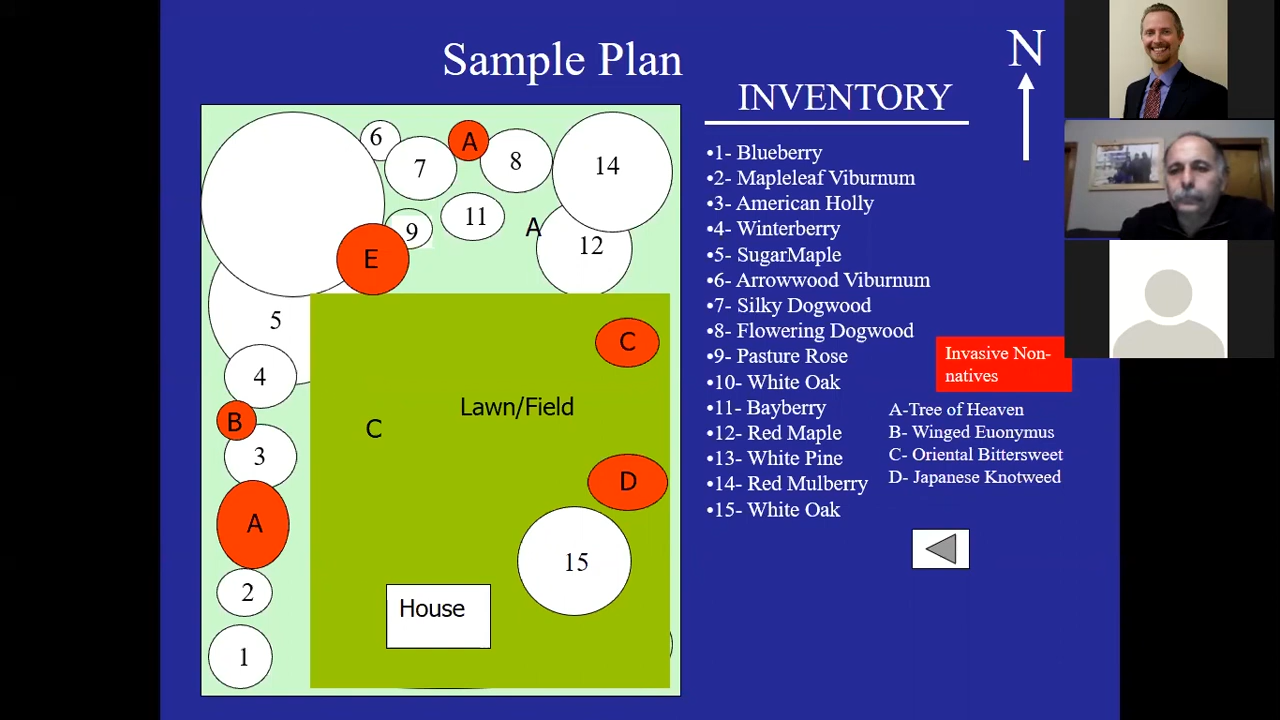 Sample Plan
N
INVENTORY
•1- Blueberry
•2- Mapleleaf Viburnum
•3- American Holly
•4- Winterberry
•5- SugarMaple
•6- Arrowwood Viburnum
•7- Silky Dogwood
•8- Flowering Dogwood
•9- Pasture Rose
•10- White Oak
•11- Bayberry
•12- Red Maple
•13- White Pine
•14- Red Mulberry
•15- White Oak
Invasive Non-
natives
A-Tree of Heaven
B- Winged Euonymus
C- Oriental Bittersweet
D- Japanese Knotweed
6
A
7
8
14
9
11
A
12
E
5
C
4
Lawn/Field
B
C
3
D
A
15
2
House
1